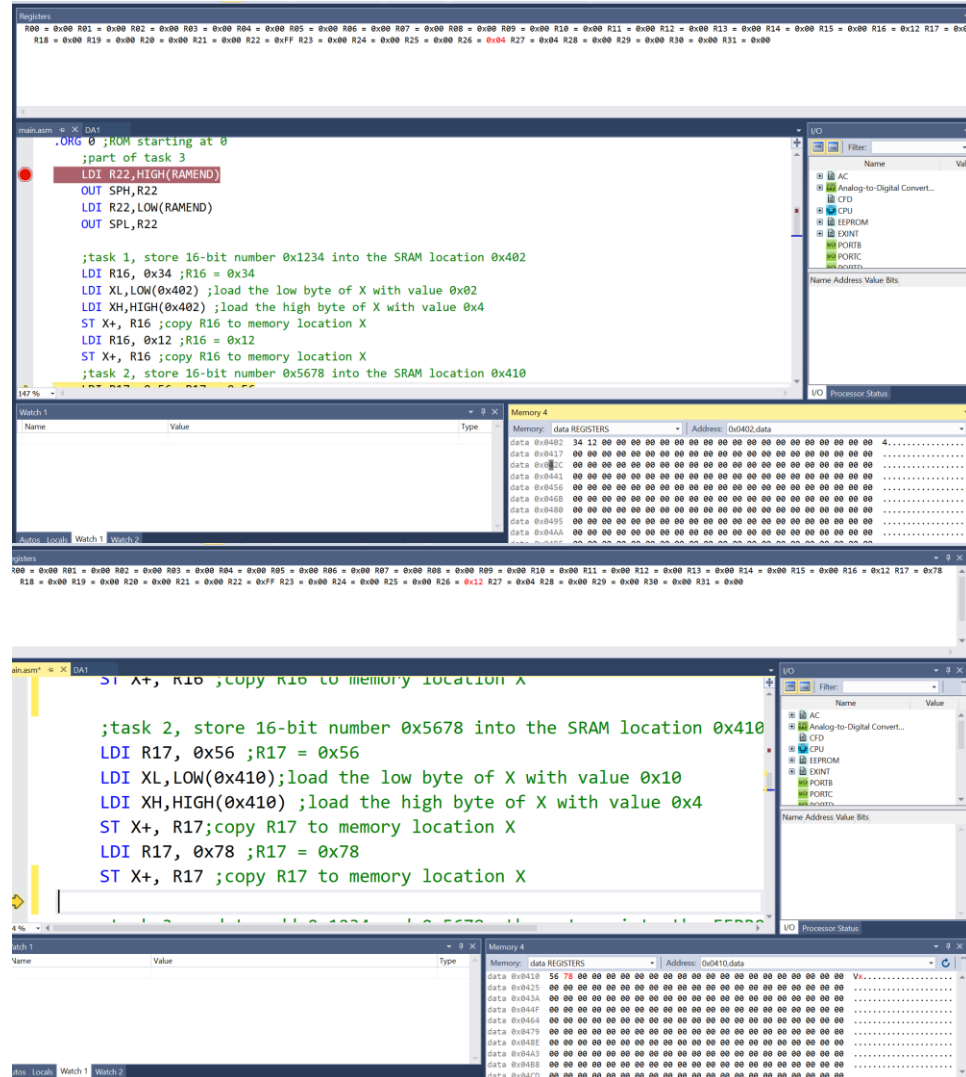 Registers
R00 = 0x00 R01 = 0x00 R02 = 0x00 R03 = 0x00 R04 = 0x00 R05 = 0x00 R06 = 0x00 R07 = 0x00 R08 = 0x00 R09 = 0x00 R10 = 0x00 R11 = 0x00 R12 = 0x00 R13 = 0x00 R14 = 0x00 R15 = 0x00 R16 = 0x12 R17 =
R18 = 0x00 R19 = 0x00 R20 = 0x00 R21 = 0x00 R22 = 0xFF R23 = 0x00 R24 = 0x00 R25 = 0x00 R26 = 0x04 R27 = 0x04 R28 = 0x00 R29 = 0x00 R30 = 0x00 R31 = 0x00
main.asm DA1
.ORG 0 ;ROM starting at 0
;part of task 3
LDI R22,HIGH(RAMEND)
OUT SPH,R22
LDI R22,LOW(RAMEND)
OUT SPL,R22
;task 1, store 16-bit number 0x1234 into the SRAM location 0x402
LDI R16, 0x34 ;R16 = 0x34
LDI XL,LOW(0x402) ;load the low byte of X with value 0x02
LDI XH,HIGH(0x402) ;load the high byte of X with value 0x4
ST X+, R16 ;copy R16 to memory location X
LDI R16, 0x12 ;R16 = 0x12
ST X+, R16 ;copy R16 to memory location X
;task 2, store 16-bit number 0x5678 into the SRAM location 0x410
147 %
I/O
Filter:
Name
AC
Analog-to-Digital Convert...
CFD
CPU
EEPROM
EXINT
PORTB
PORTC
Name Address Value Bits
I/O Processor Status
Watch 1
Name Value Type
Autos Locals Watch 1 Watch 2
Memory 4
Memory: data REGISTERS Address: 0x0402,data
data 0x0402 34 12 00 00 00 00 00 00 00 00 00 00 00 00 00 00 00 00 00 00 00 4...................
data 0x0417 00 00 00 00 00 00 00 00 00 00 00 00 00 00 00 00 00 00 00 00 00 .....................
data 0x042C 00 00 00 00 00 00 00 00 00 00 00 00 00 00 00 00 00 00 00 00 00 .....................
data 0x0441 00 00 00 00 00 00 00 00 00 00 00 00 00 00 00 00 00 00 00 00 00 .....................
data 0x0456 00 00 00 00 00 00 00 00 00 00 00 00 00 00 00 00 00 00 00 00 00 .....................
data 0x046B 00 00 00 00 00 00 00 00 00 00 00 00 00 00 00 00 00 00 00 00 00 .....................
data 0x0480 00 00 00 00 00 00 00 00 00 00 00 00 00 00 00 00 00 00 00 00 00 .....................
data 0x0495 00 00 00 00 00 00 00 00 00 00 00 00 00 00 00 00 00 00 00 00 00 .....................
data 0x04AA 00 00 00 00 00 00 00 00 00 00 00 00 00 00 00 00 00 00 00 00 00 .....................
R00 = 0x00 R01 = 0x00 R02 = 0x00 R03 = 0x00 R04 = 0x00 R05 = 0x00 R06 = 0x00 R07 = 0x00 R08 = 0x00 R09 = 0x00 R10 = 0x00 R11 = 0x00 R12 = 0x00 R13 = 0x00 R14 = 0x00 R15 = 0x00 R16 = 0x12 R17 = 0x78
R18 = 0x00 R19 = 0x00 R20 = 0x00 R21 = 0x00 R22 = 0xFF R23 = 0x00 R24 = 0x00 R25 = 0x00 R26 = 0x12 R27 = 0x04 R28 = 0x00 R29 = 0x00 R30 = 0x00 R31 = 0x00
DA1
ST X+, R16 ;copy R16 to memory location X
;task 2, store 16-bit number 0x5678 into the SRAM location 0x410
LDI R17, 0x56 ;R17 = 0x56
LDI XL,LOW(0x410);load the low byte of X with value 0x10
LDI XH,HIGH(0x410) ;load the high byte of X with value 0x4
ST X+, R17;copy R17 to memory location X
LDI R17, 0x78 ;R17 = 0x78
ST X+, R17 ;copy R17 to memory location X
I/O
Filter:
Name Value
AC
Analog-to-Digital Convert...
CFD
CPU
EEPROM
EXINT
PORTB
PORTC
Name Address Value Bits
I/O Processor Status
Value Type
Locals Watch 1 Watch 2
Memory 4
Memory: data REGISTERS Address: 0x0410,data
data 0x0410 56 78 00 00 00 00 00 00 00 00 00 00 00 00 00 00 00 00 00 00 00 Vx...................
data 0x0425 00 00 00 00 00 00 00 00 00 00 00 00 00 00 00 00 00 00 00 00 00 .....................
data 0x043A 00 00 00 00 00 00 00 00 00 00 00 00 00 00 00 00 00 00 00 00 00 .....................
data 0x044F 00 00 00 00 00 00 00 00 00 00 00 00 00 00 00 00 00 00 00 00 00 .....................
data 0x0464 00 00 00 00 00 00 00 00 00 00 00 00 00 00 00 00 00 00 00 00 00 .....................
data 0x0479 00 00 00 00 00 00 00 00 00 00 00 00 00 00 00 00 00 00 00 00 00 .....................
data 0x048E 00 00 00 00 00 00 00 00 00 00 00 00 00 00 00 00 00 00 00 00 00 .....................
data 0x04A3 00 00 00 00 00 00 00 00 00 00 00 00 00 00 00 00 00 00 00 00 00 .....................
data 0x04B8 00 00 00 00 00 00 00 00 00 00 00 00 00 00 00 00 00 00 00 00 00 .....................